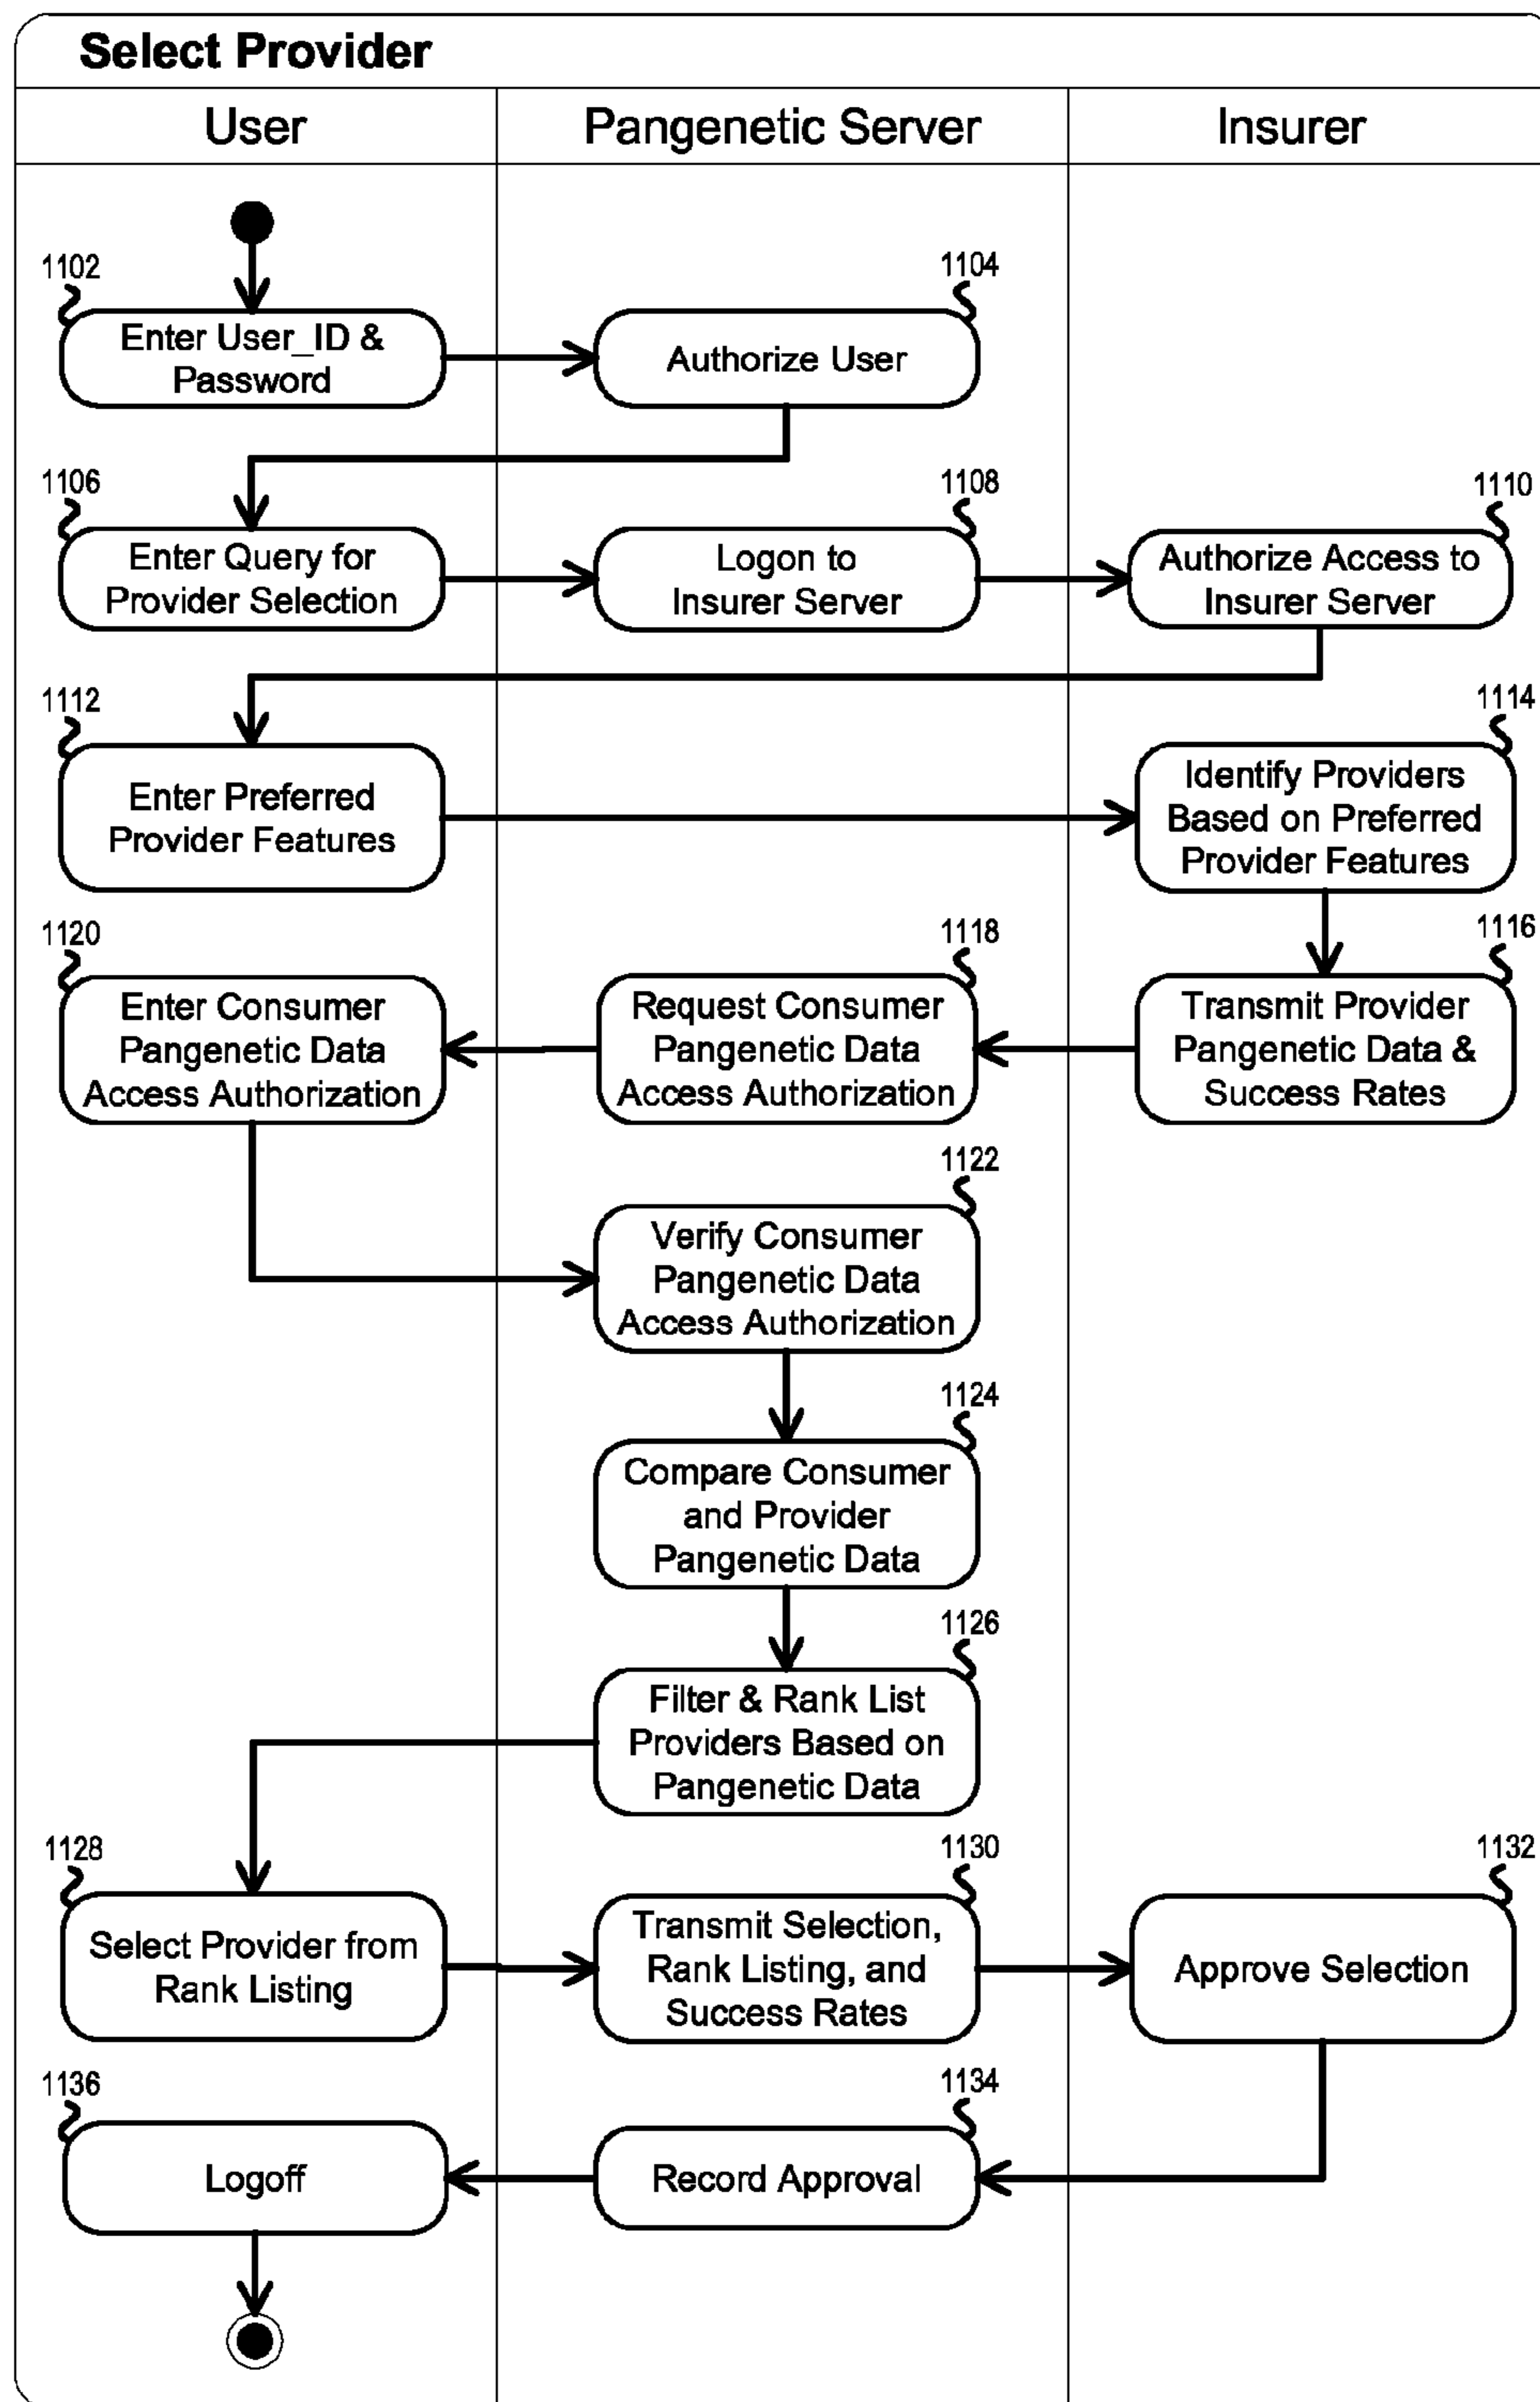 Select Provider
User
Pangenetic Server
Insurer
1102
Enter User_ID &
Password
1104
Authorize User
1106
Enter Query for
Provider Selection
1108
Logon to
Insurer Server
1110
Authorize Access to
Insurer Server
1112
Enter Preferred
Provider Features
1114
Identify Providers
Based on Preferred
Provider Features
1116
Transmit Provider
Pangenetic Data &
Success Rates
1118
Request Consumer
Pangenetic Data
Access Authorization
1120
Enter Consumer
Pangenetic Data
Access Authorization
1122
Verify Consumer
Pangenetic Data
Access Authorization
1124
Compare Consumer
and Provider
Pangenetic Data
1126
Filter & Rank List
Providers Based on
Pangenetic Data
1128
Select Provider from
Rank Listing
1130
Transmit Selection,
Rank Listing, and
Success Rates
1132
Approve Selection
1134
Record Approval
1136
Logoff